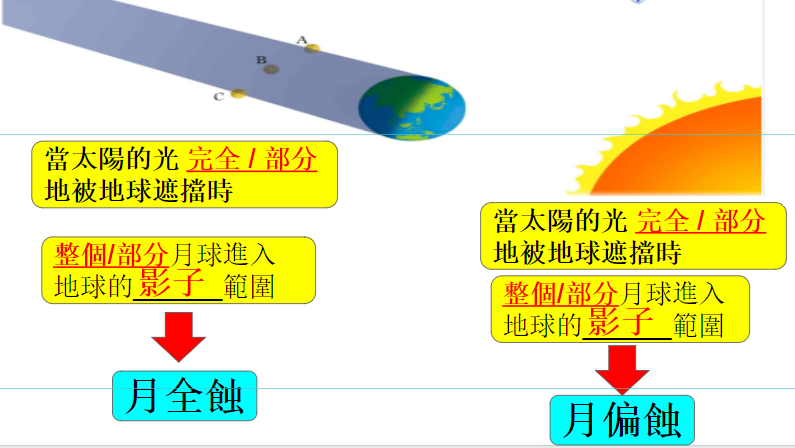 A
B
C
當太陽的光 完全 / 部分
地被地球遮擋時
整個/部分月球進入
地球的影子範圍
月全蝕
當太陽的光 完全 / 部分
地被地球遮擋時
整個/部分月球進入
地球的影子範圍
月偏蝕